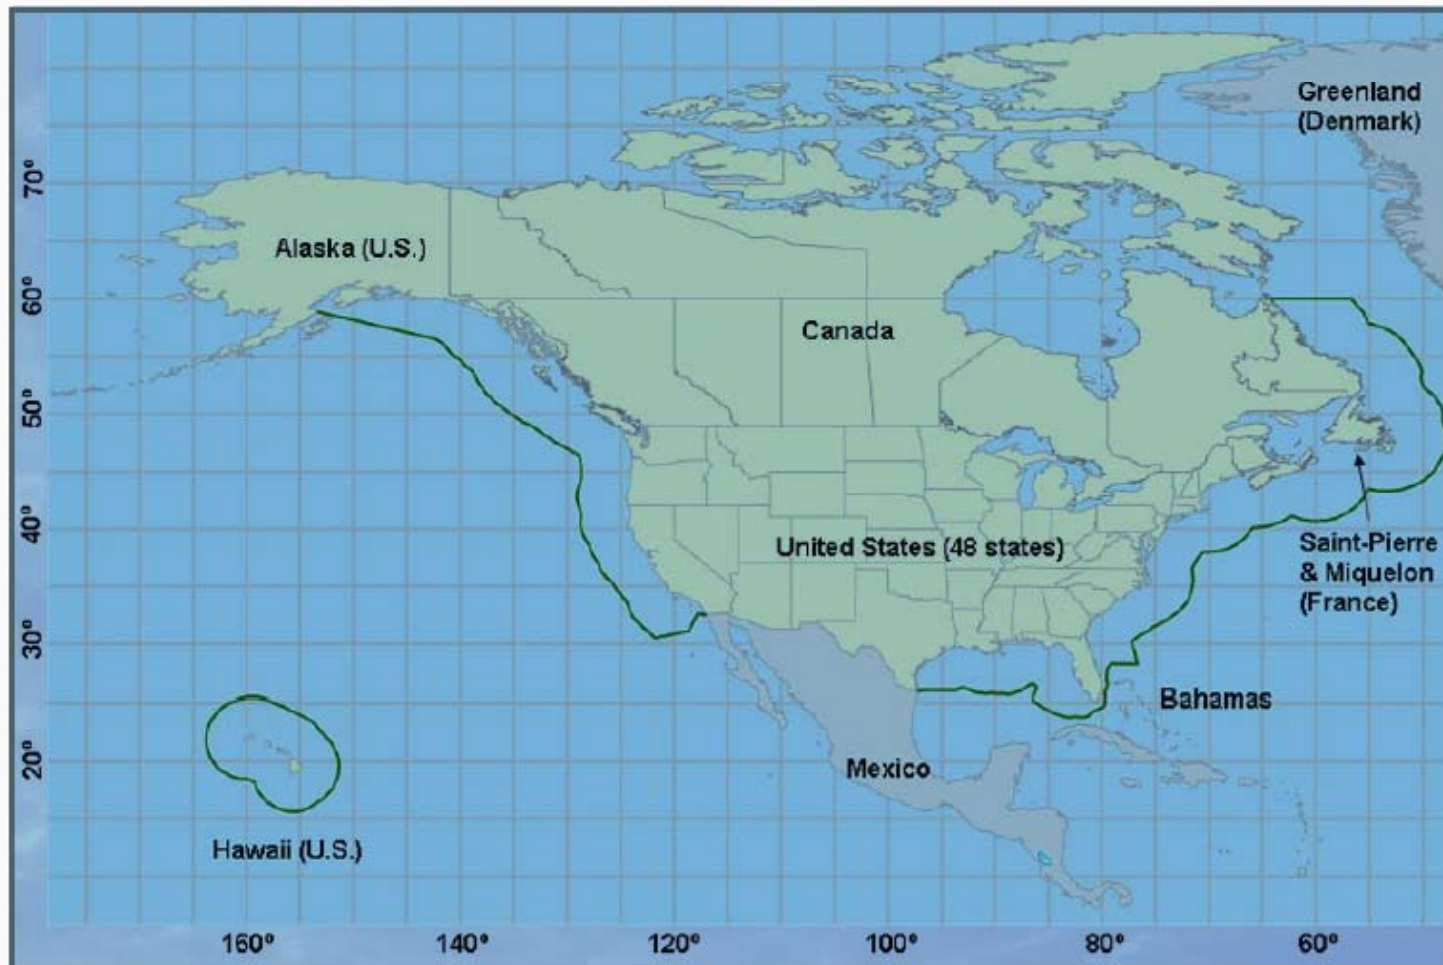 Greenland
(Denmark)
70°
Alaska (U.S.)
60°
Canada
50°
40°
United States (48 states)
Saint-Pierre
& Miquelon
(France)
30°
Bahamas
20°
Mexico
Hawaii (U.S.)
160°
140°
120°
100°
80°
60°